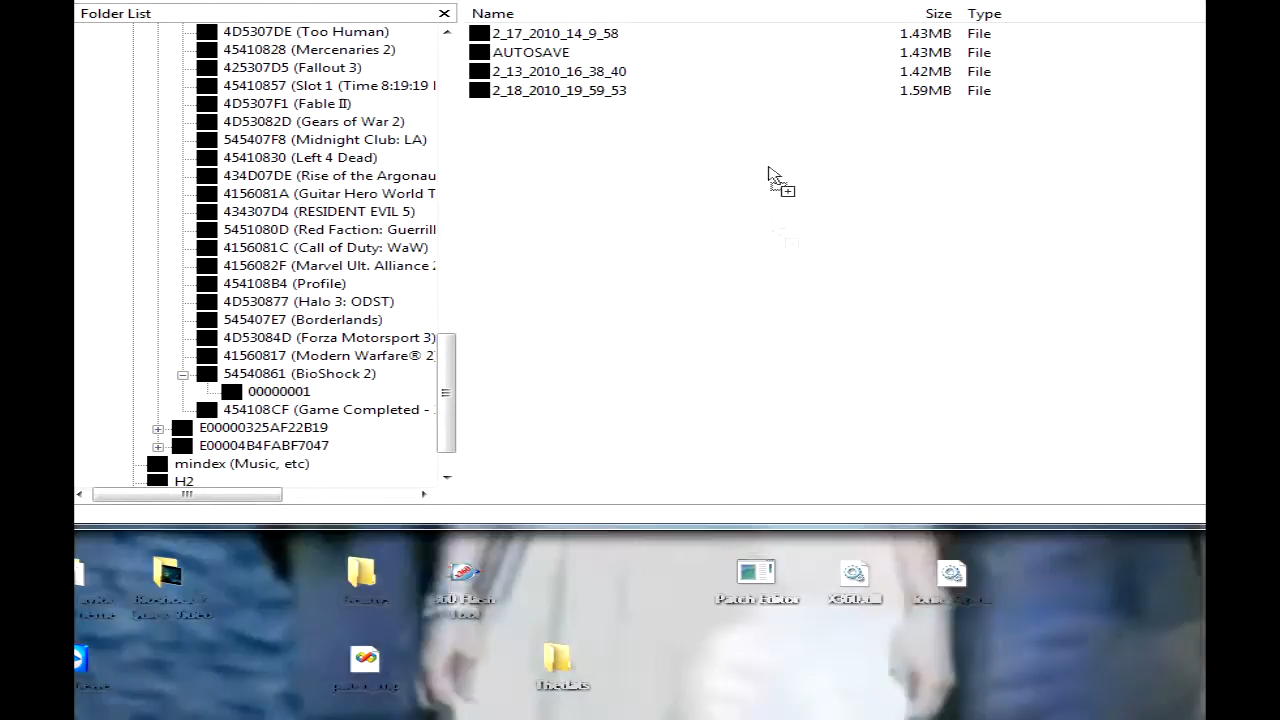 Folder List
Name Size Type
4D5307DE (Too Human)
45410828 (Mercenaries 2)
425307D5 (Fallout 3)
45410857 (Slot 1 (Time 8:19:19
4D5307F1 (Fable II)
4D53082D (Gears of War 2)
545407F8 (Midnight Club: LA)
45410830 (Left 4 Dead)
434D07DE (Rise of the Argonau
4156081A (Guitar Hero World T
434307D4 (RESIDENT EVIL 5)
5451080D (Red Faction: Guerrill
4156081C (Call of Duty: WaW)
4156082F (Marvel Ult. Alliance 2
454108B4 (Profile)
4D530877 (Halo 3: ODST)
545407E7 (Borderlands)
4D53084D (Forza Motorsport 3)
41560817 (Modern Warfare® 2)
54540861 (BioShock 2)
00000001
454108CF (Game Completed -
E00000325AF22B19
E00004B4FABF7047
mindex (Music, etc)
H2
2_17_2010_14_9_58 1.43MB File
AUTOSAVE 1.43MB File
2_13_2010_16_38_40 1.42MB File
2_18_2010_19_59_53 1.59MB File
Patch Editor
Tool